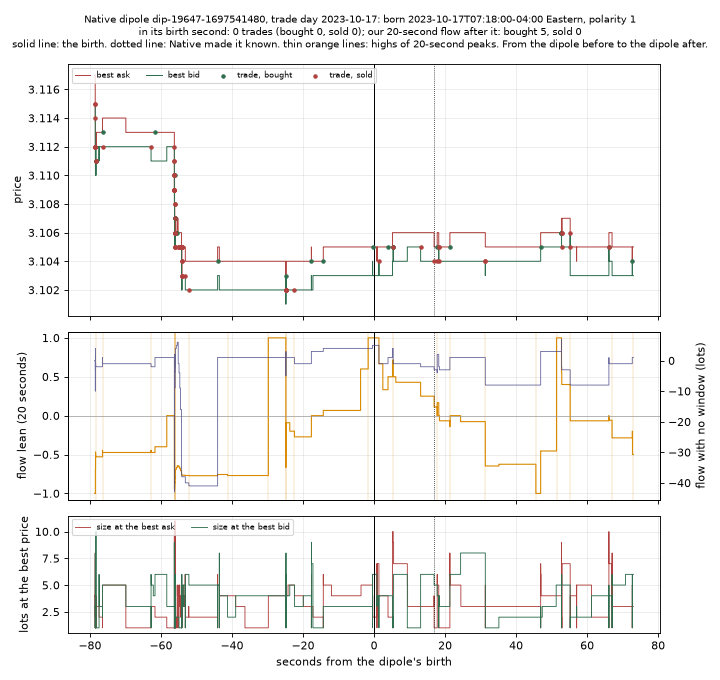 Native dipole dip-19647-1697541480, trade day 2023-10-17: born 2023-10-17T07:18:00-04:00 Eastern, polarity 1
in its birth second: 0 trades (bought 0, sold 0); our 20-second flow after it: bought 5, sold 0
solid line: the birth. dotted line: Native made it known. thin orange lines: highs of 20-second peaks. From the dipole before to the dipole after.
best ask
best bid
trade, bought
trade, sold
price
3.116
3.114
3.112
3.110
3.108
3.106
3.104
3.102
flow lean (20 seconds)
1.0
0.5
0.0
−0.5
−1.0
flow with no window (lots)
0
−10
−20
−30
−40
size at the best ask
size at the best bid
lots at the best price
10.0
7.5
5.0
2.5
−80
−60
−40
−20
0
20
40
60
80
seconds from the dipole's birth